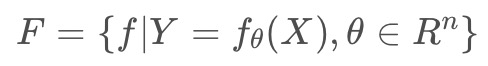 F = {f|Y = f_θ(X), θ ∈ R^n}